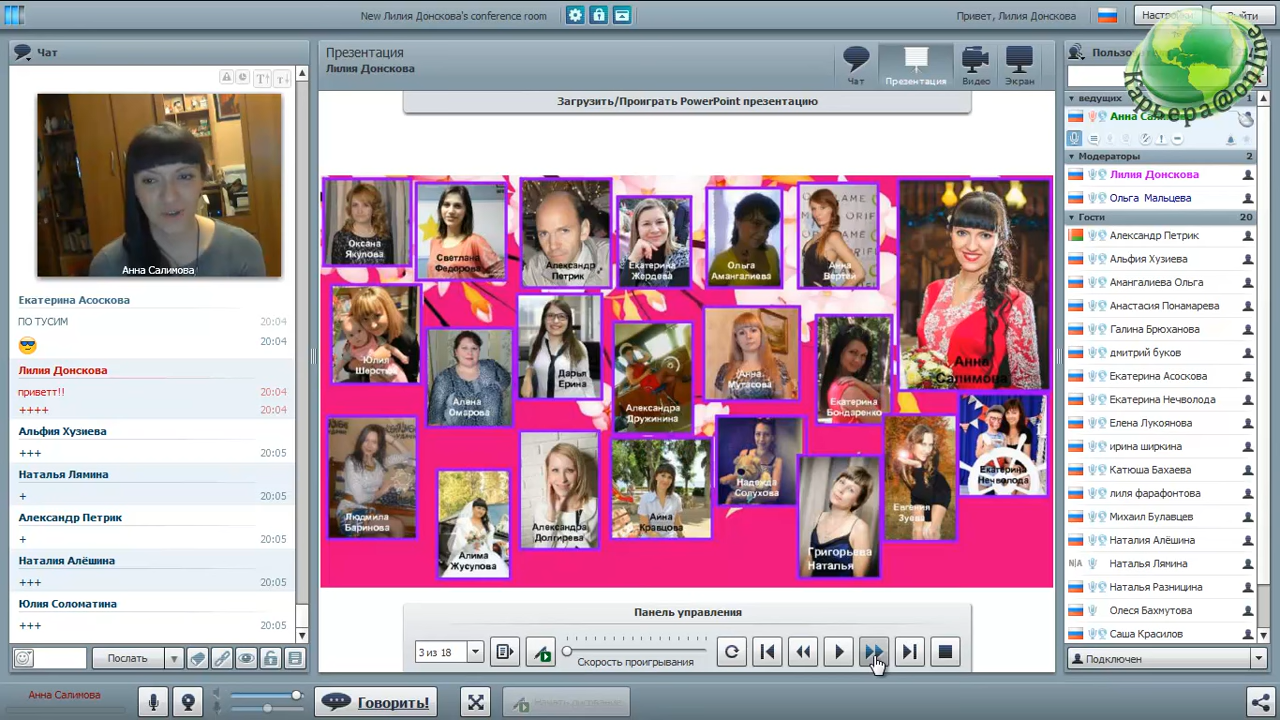 New Лилия Донскова's conference room
Привет, Лилия Донскова
Настройки
Выйти
карьера@online
Чат
Анна Салимова
Екатерина Асоскова
ПО ТУСИМ 20:04
20:04
Лилия Донскова
приветт!! 20:04
++++ 20:04
Альфия Хузиева
+++ 20:05
Наталья Лямина
+ 20:05
Александр Петрик
+ 20:05
Наталия Алёшина
+++ 20:05
Юлия Соломатина
+++ 20:05
Послать
Презентация
Лилия Донскова
Чат
Презентация
Видео
Экран
Загрузить/Проиграть PowerPoint презентацию
Оксана
Якупова
Светлана
Федорова
Александр
Петрик
Екатерина
Жердева
Ольга
Амангалиева
Анна
Вертей
Анна
Салимова
Юлия
Шерстн
Алена
Омарова
Дарья
Ерина
Александра
Дружинина
Анна
Мутасова
Екатерина
Бондаренко
Людмила
Баринова
Алима
Жусупова
Александра
Долгирева
Айна
Кравцова
Надежда
Солухова
Григорьева
Наталья
Евгения
Зуева
Екатерина
Нечволода
Панель управления
3 из 18
Скорость проигрывания
ведущих 1
Анна Сал
Модераторы 2
Лилия Донскова
Ольга Мальцева
Гости 20
Александр Петрик
Альфия Хузиева
Амангалиева Ольга
Анастасия Понамарева
Галина Брюханова
дмитрий буков
Екатерина Асоскова
Екатерина Нечволода
Елена Лукоянова
ирина ширкина
Катюша Бахаева
лиля фарафонтова
Михаил Булавцев
Наталия Алёшина
N/A Наталья Лямина
Наталья Разницина
Олеся Бахмутова
Саша Красилов
Подключен
Анна Салимова
Говорить!